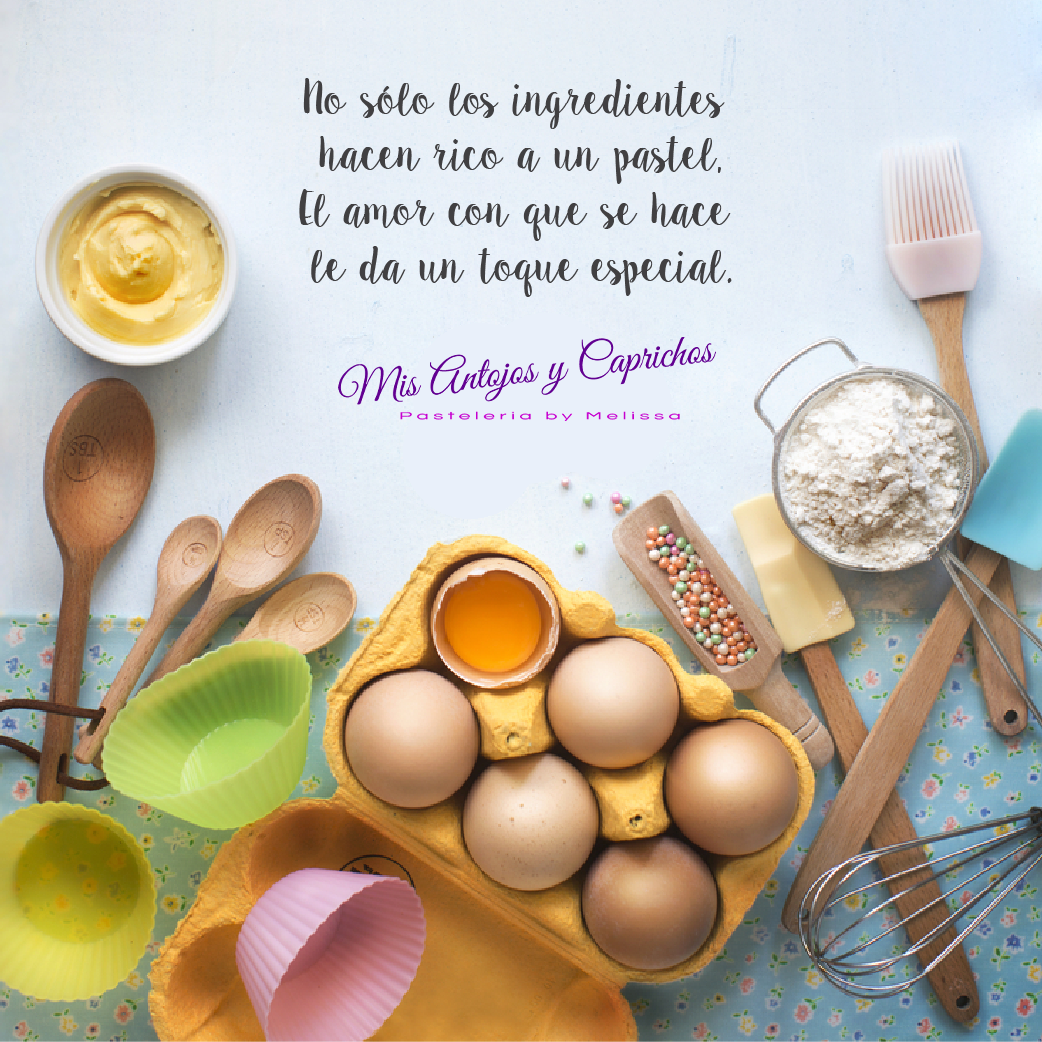 No sólo los ingredientes
hacen rico a un pastel,
El amor con que se hace
le da un toque especial.
Mis Antojos y Caprichos
Pasteleria by Melissa